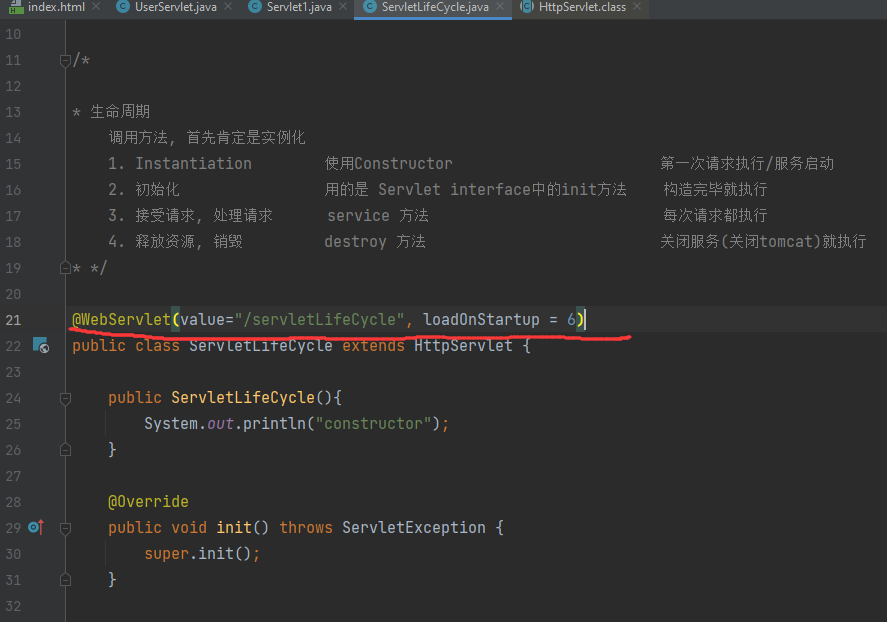 index.html UserServlet.java Servlet1.java ServletLifeCycle.java HttpServlet.class
10
11 /*
12
13 * 生命周期
14 调用方法, 首先肯定是实例化
15 1. Instantiation 使用Constructor 第一次请求执行/服务启动
16 2. 初始化 用的是 Servlet interface中的init方法 构造完毕就执行
17 3. 接受请求, 处理请求 service 方法 每次请求都执行
18 4. 释放资源, 销毁 destroy 方法 关闭服务(关闭tomcat)就执行
19 * */
20
21 @WebServlet(value="/servletLifeCycle", loadOnStartup = 6)
22 public class ServletLifeCycle extends HttpServlet {
23
24 public ServletLifeCycle(){
25 System.out.println("constructor");
26 }
27
28 @Override
29 public void init() throws ServletException {
30 super.init();
31 }
32